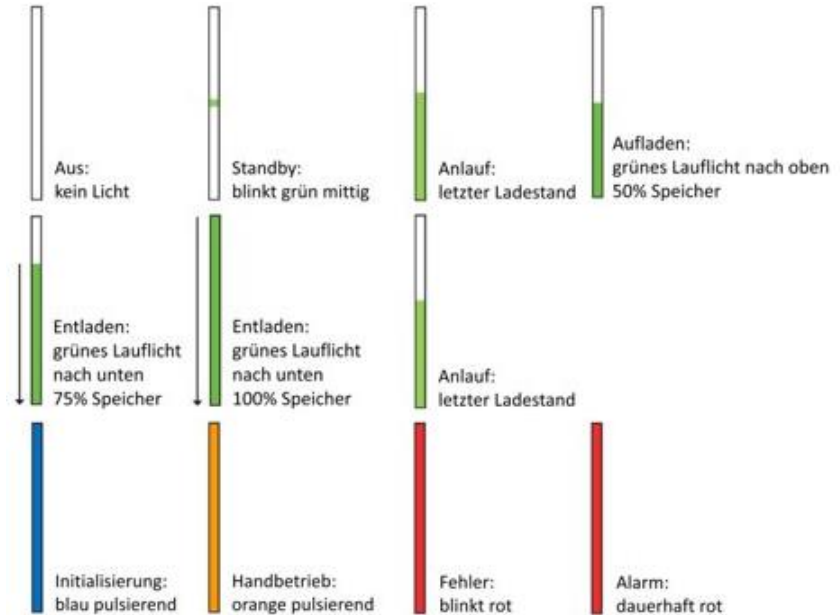 Aus:
kein Licht
Standby:
blinkt grün mittig
Anlauf:
letzter Ladestand
Aufladen:
grünes Lauflicht nach oben
50% Speicher
Entladen:
grünes Lauflicht
nach unten
75% Speicher
Entladen:
grünes Lauflicht
nach unten
100% Speicher
Anlauf:
letzter Ladestand
Initialisierung:
blau pulsierend
Handbetrieb:
orange pulsierend
Fehler:
blinkt rot
Alarm:
dauerhaft rot